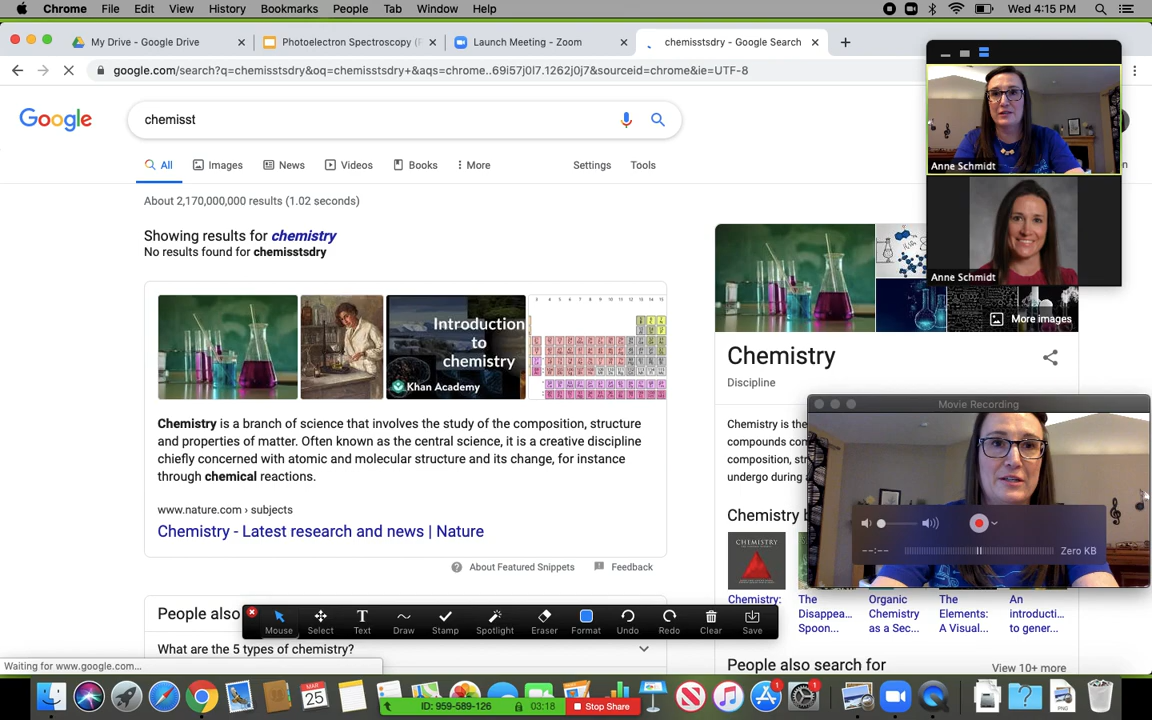 Chrome File Edit View History Bookmarks People Tab Window Help Wed 4:15 PM
My Drive - Google Drive Photoelectron Spectroscopy (P Launch Meeting - Zoom chemisstsdry - Google Search
google.com/search?q=chemisstsdry&oq=chemisstsdry+&aqs=chrome..69i57j0l7.1262j0j7&sourceid=chrome&ie=UTF-8
Google chemisst
All Images News Videos Books More Settings Tools
About 2,170,000,000 results (1.02 seconds)
Showing results for chemistry
No results found for chemisstsdry
Introduction
to
chemistry
Khan Academy
Chemistry is a branch of science that involves the study of the composition, structure
and properties of matter. Often known as the central science, it is a creative discipline
chiefly concerned with atomic and molecular structure and its change, for instance
through chemical reactions.
www.nature.com › subjects
Chemistry - Latest research and news | Nature
About Featured Snippets Feedback
People also
What are the 5 types of chemistry?
Waiting for www.google.com...
Mouse Select Text Draw Stamp Spotlight Eraser Format Undo Redo Clear Save
More images
Chemistry
Discipline
Chemistry is the
compounds con
composition, str
undergo during
Chemistry b
CHEMISTRY
Chemistry:
The
Disappea...
Spoon...
Organic
Chemistry
as a Sec...
The
Elements:
A Visual...
An
introducti...
to gener...
People also search for View 10+ more
Anne Schmidt
Anne Schmidt
Movie Recording
--:-- Zero KB
MAR
25
ID: 959-589-126 03:18 Stop Share
1
1
PNG